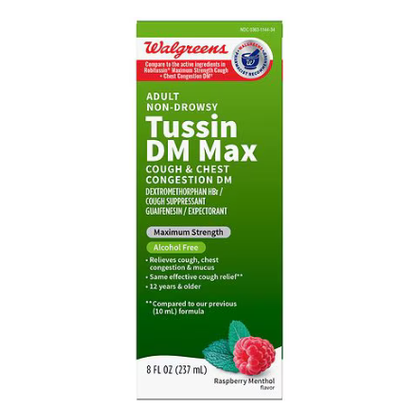 Walgreens
Compare to the active ingredients in
Robitussin® Maximum Strength Cough
+ Chest Congestion DM
ADULT
NON-DROWSY
Tussin
DM Max
COUGH & CHEST
CONGESTION DM
DEXTROMETHORPHAN HBr /
COUGH SUPPRESSANT
GUAIFENESIN / EXPECTORANT
Maximum Strength
Alcohol Free
• Relieves cough, chest
congestion & mucus
• Same effective cough relief**
• 12 years & older
**Compared to our previous
(10 mL) formula
8 FL OZ (237 mL)
Raspberry Menthol
flavor